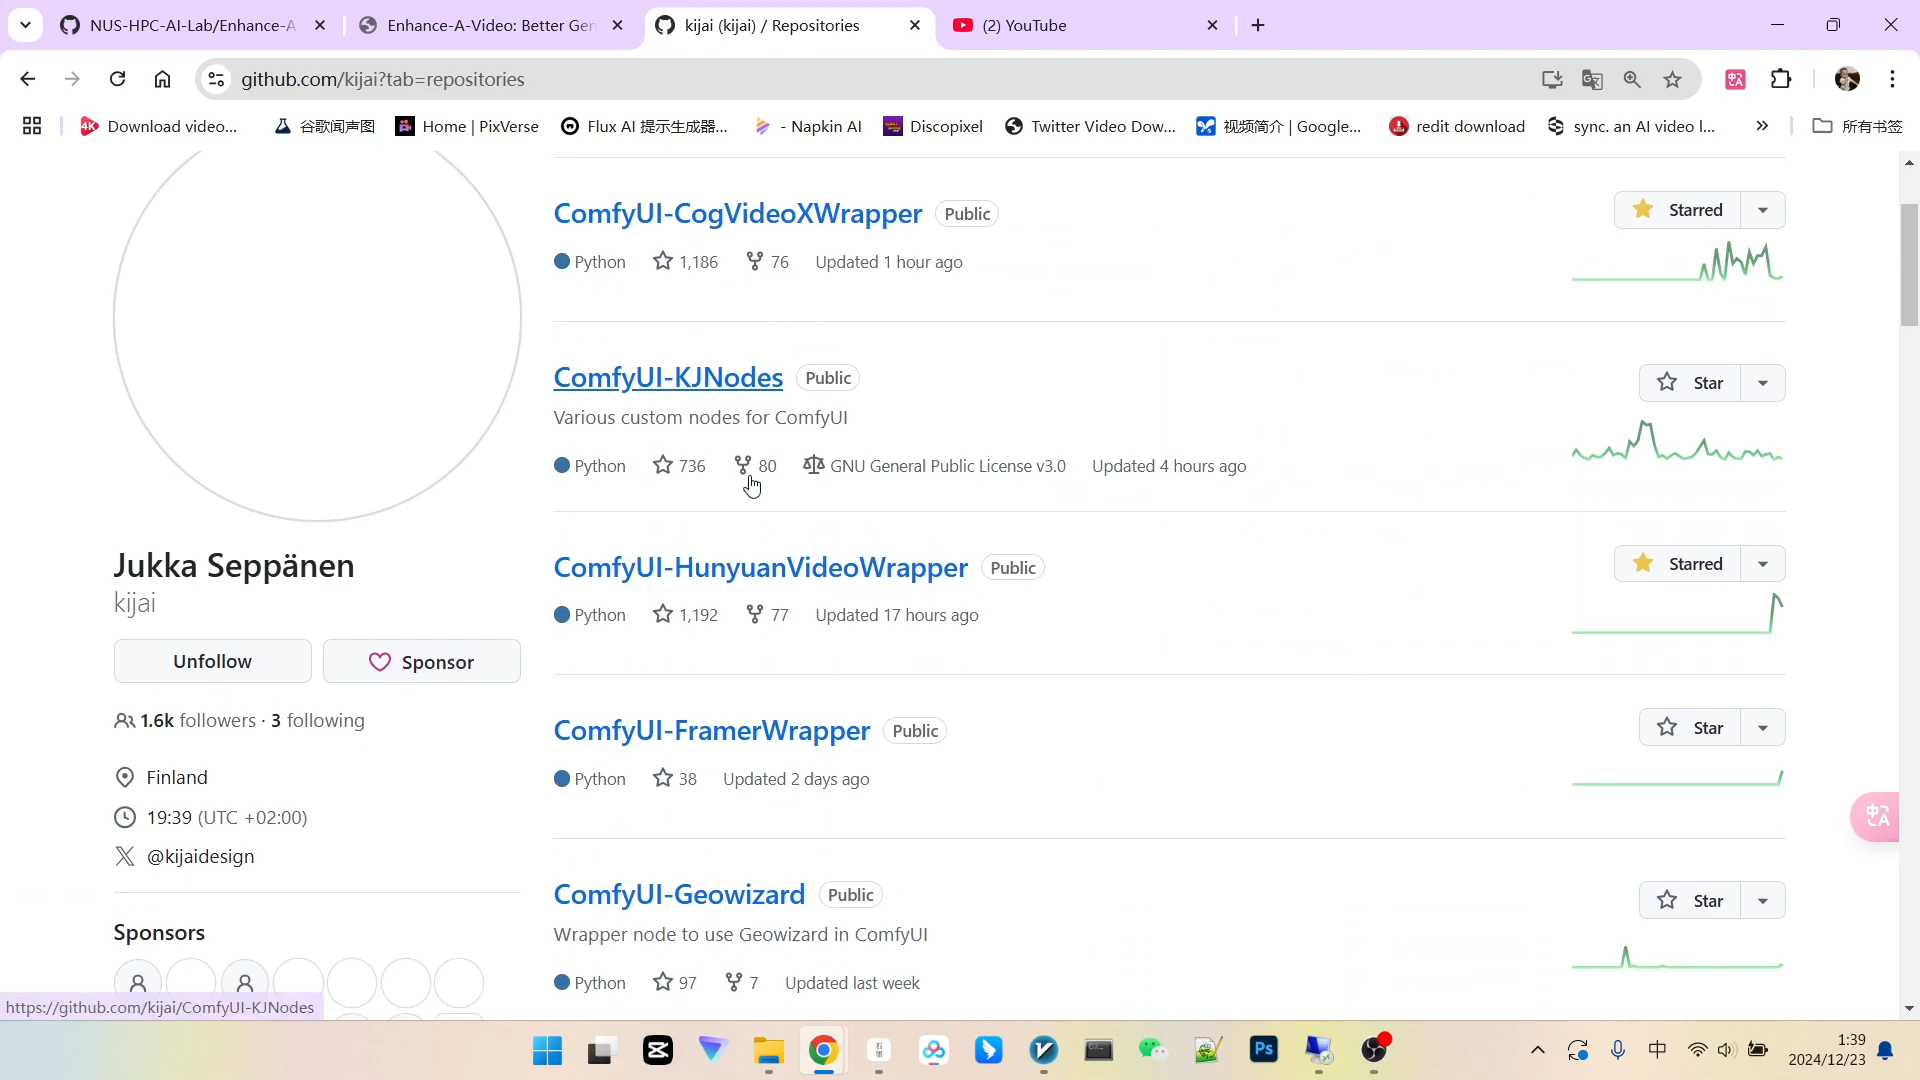 NUS-HPC-AI-Lab/Enhance-A
Enhance-A-Video: Better Gen
kijai (kijai) / Repositories
(2) YouTube
github.com/kijai?tab=repositories
Download video...
谷歌闻声图
Home | PixVerse
Flux AI 提示生成器...
- Napkin AI
Discopixel
Twitter Video Dow...
视频简介 | Google...
redit download
sync. an AI video l...
所有书签
ComfyUI-CogVideoXWrapper Public
Starred
Python 1,186 76 Updated 1 hour ago
ComfyUI-KJNodes Public
Star
Various custom nodes for ComfyUI
Python 736 80 GNU General Public License v3.0 Updated 4 hours ago
ComfyUI-HunyuanVideoWrapper Public
Starred
Python 1,192 77 Updated 17 hours ago
ComfyUI-FramerWrapper Public
Star
Python 38 Updated 2 days ago
ComfyUI-Geowizard Public
Star
Wrapper node to use Geowizard in ComfyUI
Python 97 7 Updated last week
Jukka Seppänen
kijai
Unfollow
Sponsor
1.6k followers · 3 following
Finland
19:39 (UTC +02:00)
@kijaidesign
Sponsors
https://github.com/kijai/ComfyUI-KJNodes
Ps
中
1:39
2024/12/23